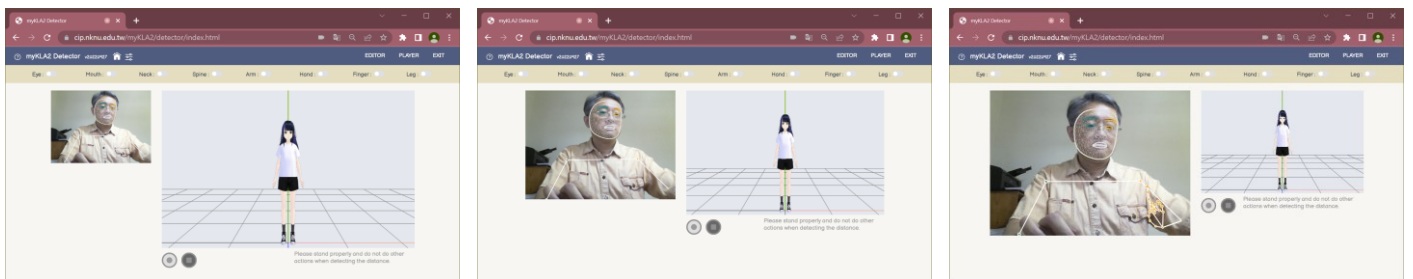 myKLA2 Detector
cip.nknu.edu.tw/myKLA2/detector/index.html
myKLA2 Detector
EDITOR PLAYER EXIT
Eye Mouth Neck Spine Arm Hand Finger Leg
Please stand properly and do not do other
actions when detecting the distance.
myKLA2 Detector
cip.nknu.edu.tw/myKLA2/detector/index.html
myKLA2 Detector
EDITOR PLAYER EXIT
Eye Mouth Neck Spine Arm Hand Finger Leg
Please stand properly and do not do other
actions when detecting the distance.
myKLA2 Detector
cip.nknu.edu.tw/myKLA2/detector/index.html
myKLA2 Detector
EDITOR PLAYER EXIT
Eye Mouth Neck Spine Arm Hand Finger Leg
Please stand properly and do not do other
actions when detecting the distance.